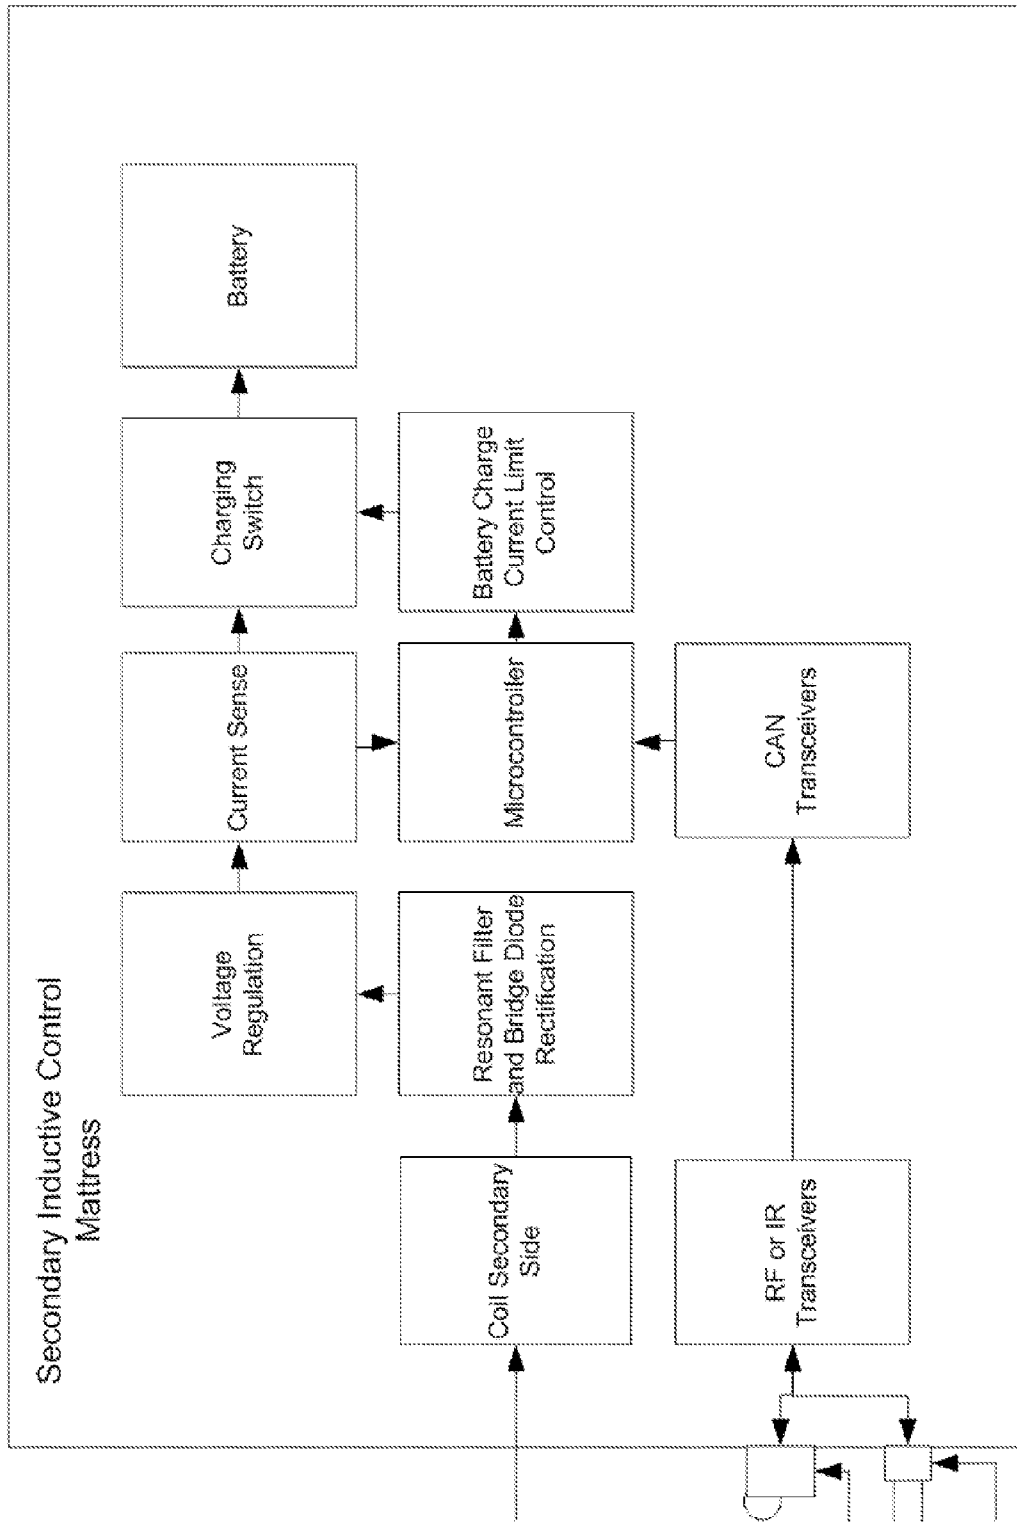 Secondary Inductive Control
Mattress
Voltage
Regulation
Current Sense
Charging
Switch
Battery
Coil Secondary
Side
Resonant Filter
and Bridge Diode
Rectification
Microcontroller
Battery Charge
Current Limit
Control
RF or IR
Transceivers
CAN
Transceivers